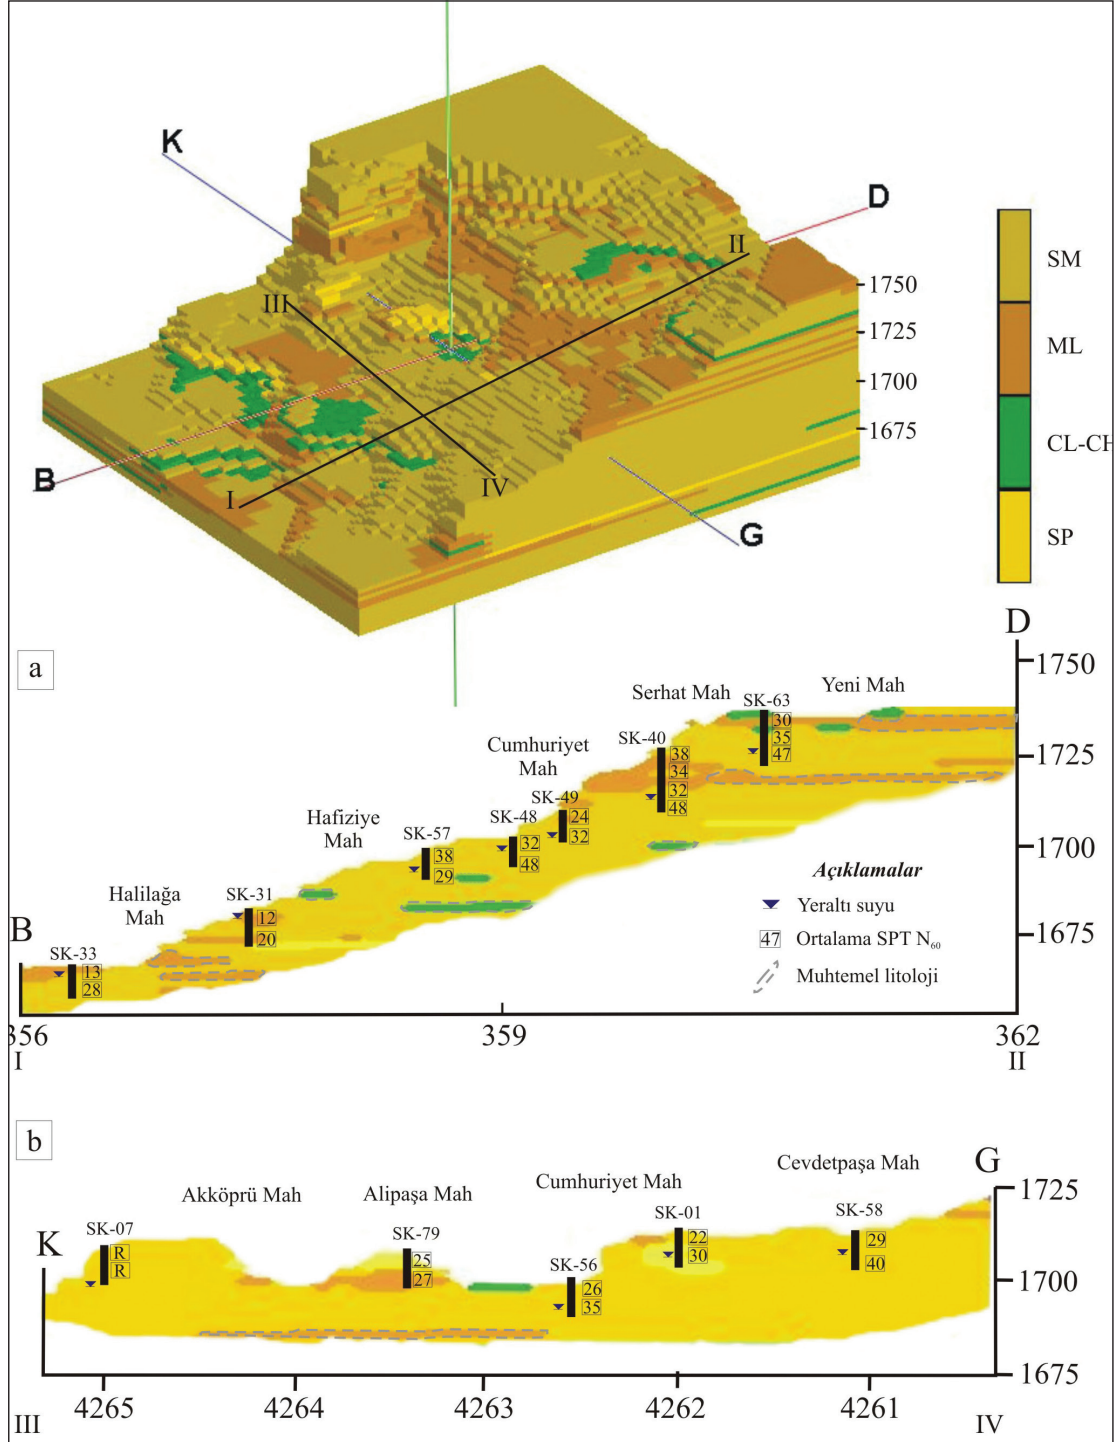 K
D
II
III
1750
1725
1700
1675
B
I
IV
G
SM
ML
CL-CH
SP
a
D
1750
1725
1700
1675
Serhat Mah
Yeni Mah
SK-63
30
35
47
SK-40
38
34
32
48
Cumhuriyet
Mah
SK-49
24
32
SK-48
32
48
Hafiziye
Mah
SK-57
38
29
Halilağa
Mah
SK-31
12
20
B
SK-33
13
28
Açıklamalar
Yeraltı suyu
47 Ortalama SPT N₆₀
Muhtemel litoloji
356
359
362
I
II
b
Cevdetpaşa Mah
G
Cumhuriyet Mah
Akköprü Mah
Alipaşa Mah
K
SK-07
R
R
SK-79
25
27
SK-56
26
35
SK-01
22
30
SK-58
29
40
1725
1700
1675
4265
4264
4263
4262
4261
III
IV